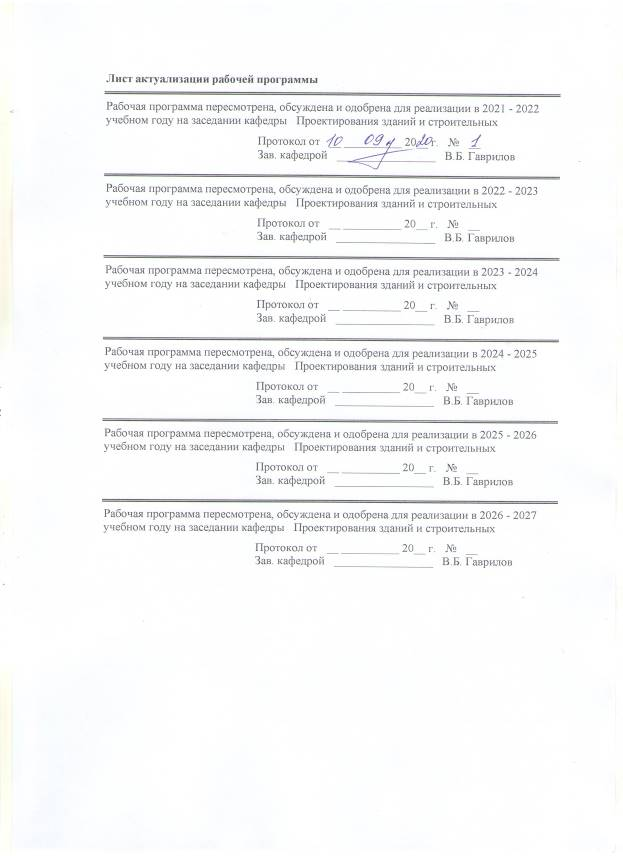 Лист актуализации рабочей программы
Рабочая программа пересмотрена, обсуждена и одобрена для реализации в 2021 - 2022
учебном году на заседании кафедры Проектирования зданий и строительных
Протокол от 10 09 2020г. № 1
Зав. кафедрой ________________ В.Б. Гаврилов
Рабочая программа пересмотрена, обсуждена и одобрена для реализации в 2022 - 2023
учебном году на заседании кафедры Проектирования зданий и строительных
Протокол от __ __________ 20__ г. № __
Зав. кафедрой ________________ В.Б. Гаврилов
Рабочая программа пересмотрена, обсуждена и одобрена для реализации в 2023 - 2024
учебном году на заседании кафедры Проектирования зданий и строительных
Протокол от __ __________ 20__ г. № __
Зав. кафедрой ________________ В.Б. Гаврилов
Рабочая программа пересмотрена, обсуждена и одобрена для реализации в 2024 - 2025
учебном году на заседании кафедры Проектирования зданий и строительных
Протокол от __ __________ 20__ г. № __
Зав. кафедрой ________________ В.Б. Гаврилов
Рабочая программа пересмотрена, обсуждена и одобрена для реализации в 2025 - 2026
учебном году на заседании кафедры Проектирования зданий и строительных
Протокол от __ __________ 20__ г. № __
Зав. кафедрой ________________ В.Б. Гаврилов
Рабочая программа пересмотрена, обсуждена и одобрена для реализации в 2026 - 2027
учебном году на заседании кафедры Проектирования зданий и строительных
Протокол от __ __________ 20__ г. № __
Зав. кафедрой ________________ В.Б. Гаврилов